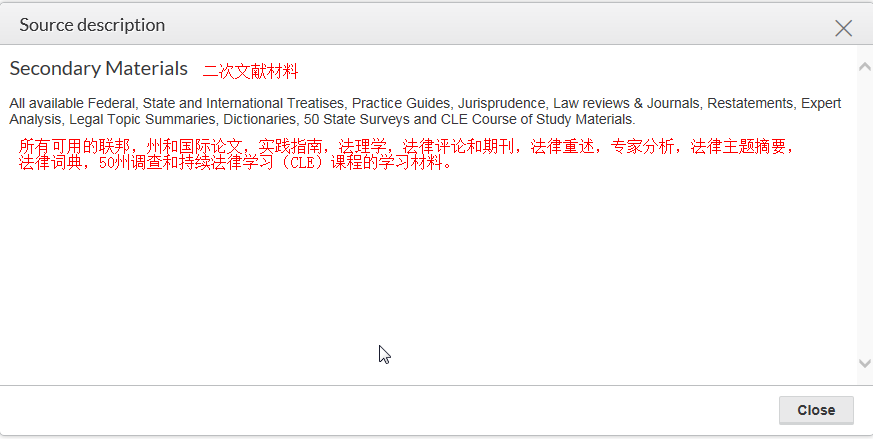 Source description
Secondary Materials 二次文献材料
All available Federal, State and International Treatises, Practice Guides, Jurisprudence, Law reviews & Journals, Restatements, Expert
Analysis, Legal Topic Summaries, Dictionaries, 50 State Surveys and CLE Course of Study Materials.
所有可用的联邦，州和国际论文，实践指南，法理学，法律评论和期刊，法律重述，专家分析，法律主题摘要，
法律词典，50州调查和持续法律学习（CLE）课程的学习材料。
Close